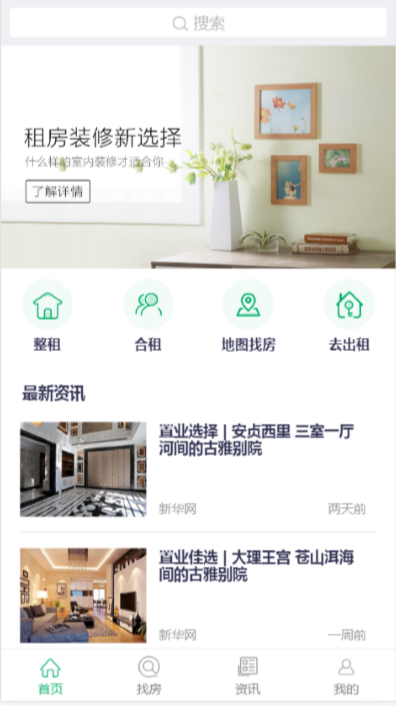 搜索
租房装修新选择
什么样的室内装修才适合你
了解详情
整租 合租 地图找房 去出租
最新资讯
置业选择 | 安贞西里 三室一厅
河间的古雅别院
新华网 两天前
置业佳选 | 大理王宫 苍山洱海
间的古雅别院
新华网 一周前
首页 找房 资讯 我的